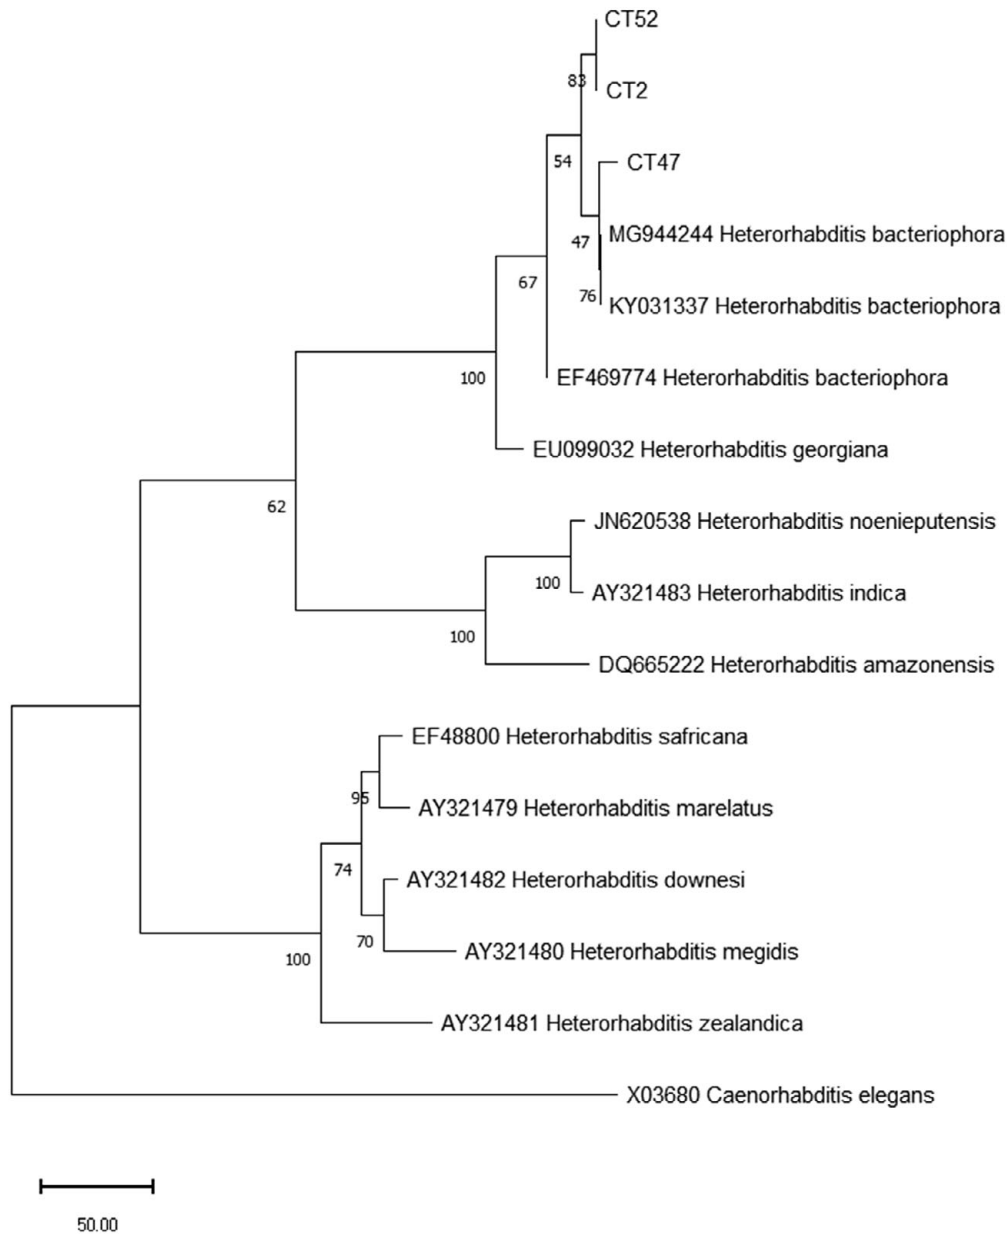 CT52
83
CT2
54
CT47
47
MG944244 Heterorhabditis bacteriophora
67
76
KY031337 Heterorhabditis bacteriophora
100
EF469774 Heterorhabditis bacteriophora
EU099032 Heterorhabditis georgiana
62
JN620538 Heterorhabditis noenieputensis
100
AY321483 Heterorhabditis indica
100
DQ665222 Heterorhabditis amazonensis
EF48800 Heterorhabditis safricana
95
AY321479 Heterorhabditis marelatus
74
AY321482 Heterorhabditis downesi
70
AY321480 Heterorhabditis megidis
100
AY321481 Heterorhabditis zealandica
X03680 Caenorhabditis elegans
50.00